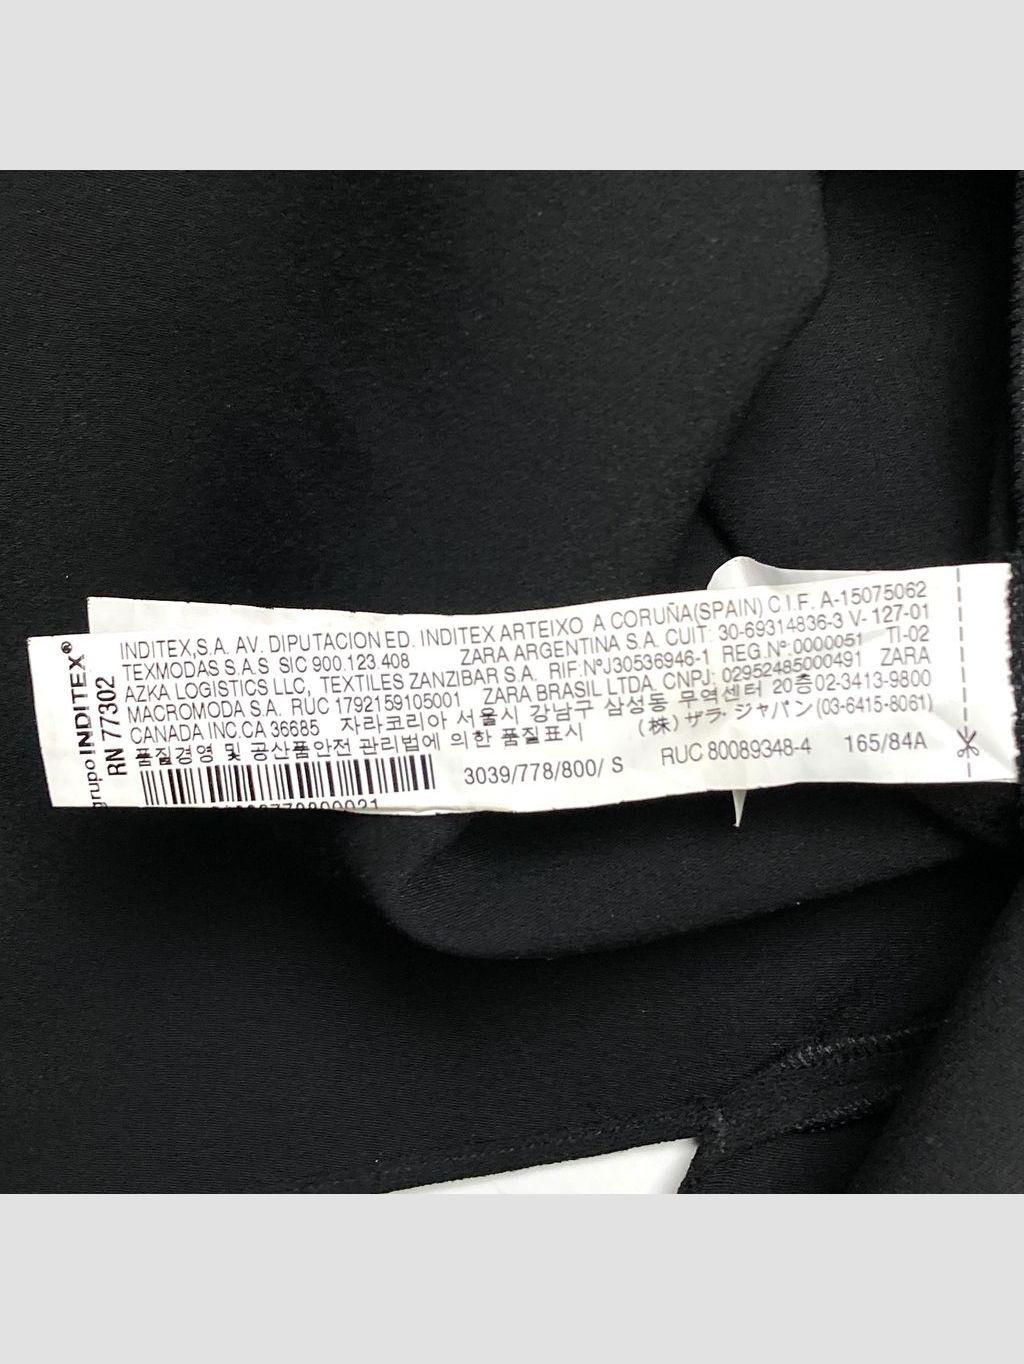 grupo INDITEX®
RN 77302
INDITEX,S.A. AV. DIPUTACION ED. INDITEX ARTEIXO A CORUÑA(SPAIN) C.I.F. A-15075062
TEXMODAS S.A.S SIC 900.123.408 ZARA ARGENTINA S.A. CUIT: 30-69314836-3 V- 127-01
AZKA LOGISTICS LLC, TEXTILES ZANZIBAR S.A. RIF:NºJ30536946-1 REG.Nº:0000051 TI-02
MACROMODA S.A. RUC 1792159105001 ZARA BRASIL LTDA. CNPJ: 02952485000491 ZARA
CANADA INC.CA 36685 자라코리아 서울시 강남구 삼성동 무역센터 20층02-3413-9800
품질경영 및 공산품안전 관리법에 의한 품질표시 (株) ザラ・ジャパン(03-6415-8061)
3039/778/800/ S RUC 80089348-4 165/84A